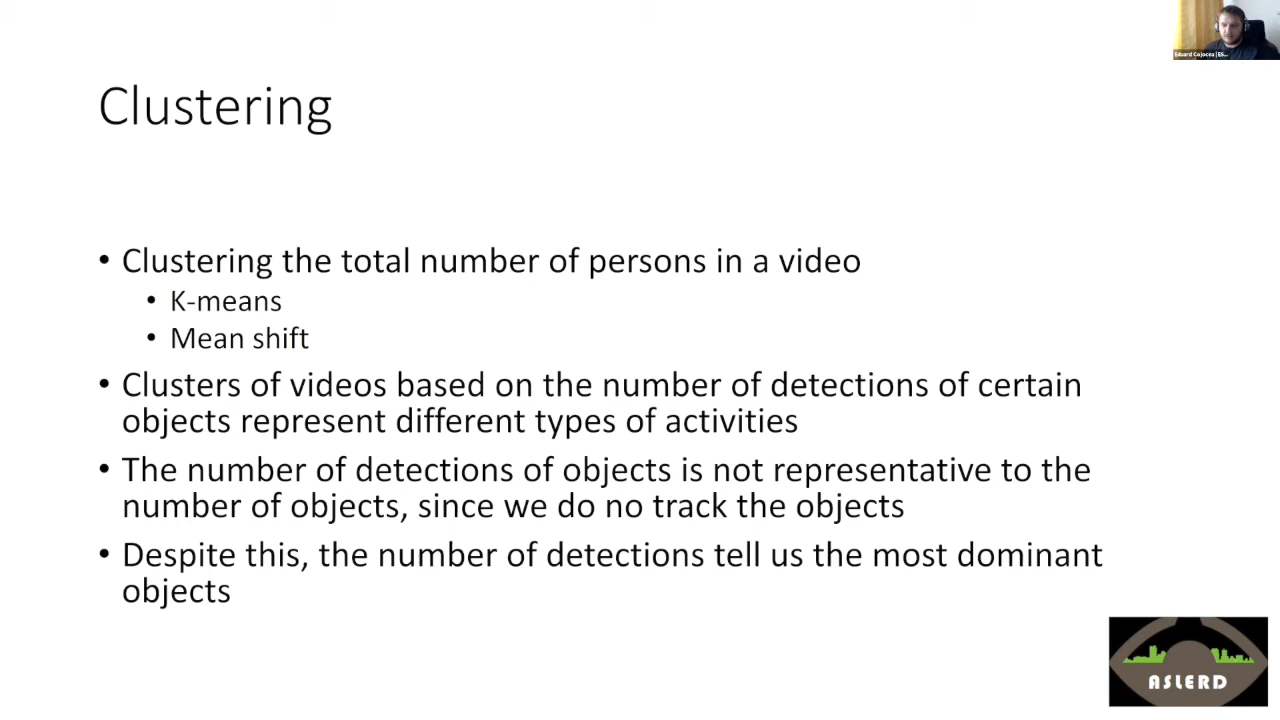 Clustering
• Clustering the total number of persons in a video
• K-means
• Mean shift
• Clusters of videos based on the number of detections of certain
objects represent different types of activities
• The number of detections of objects is not representative to the
number of objects, since we do no track the objects
• Despite this, the number of detections tell us the most dominant
objects
ASLERD